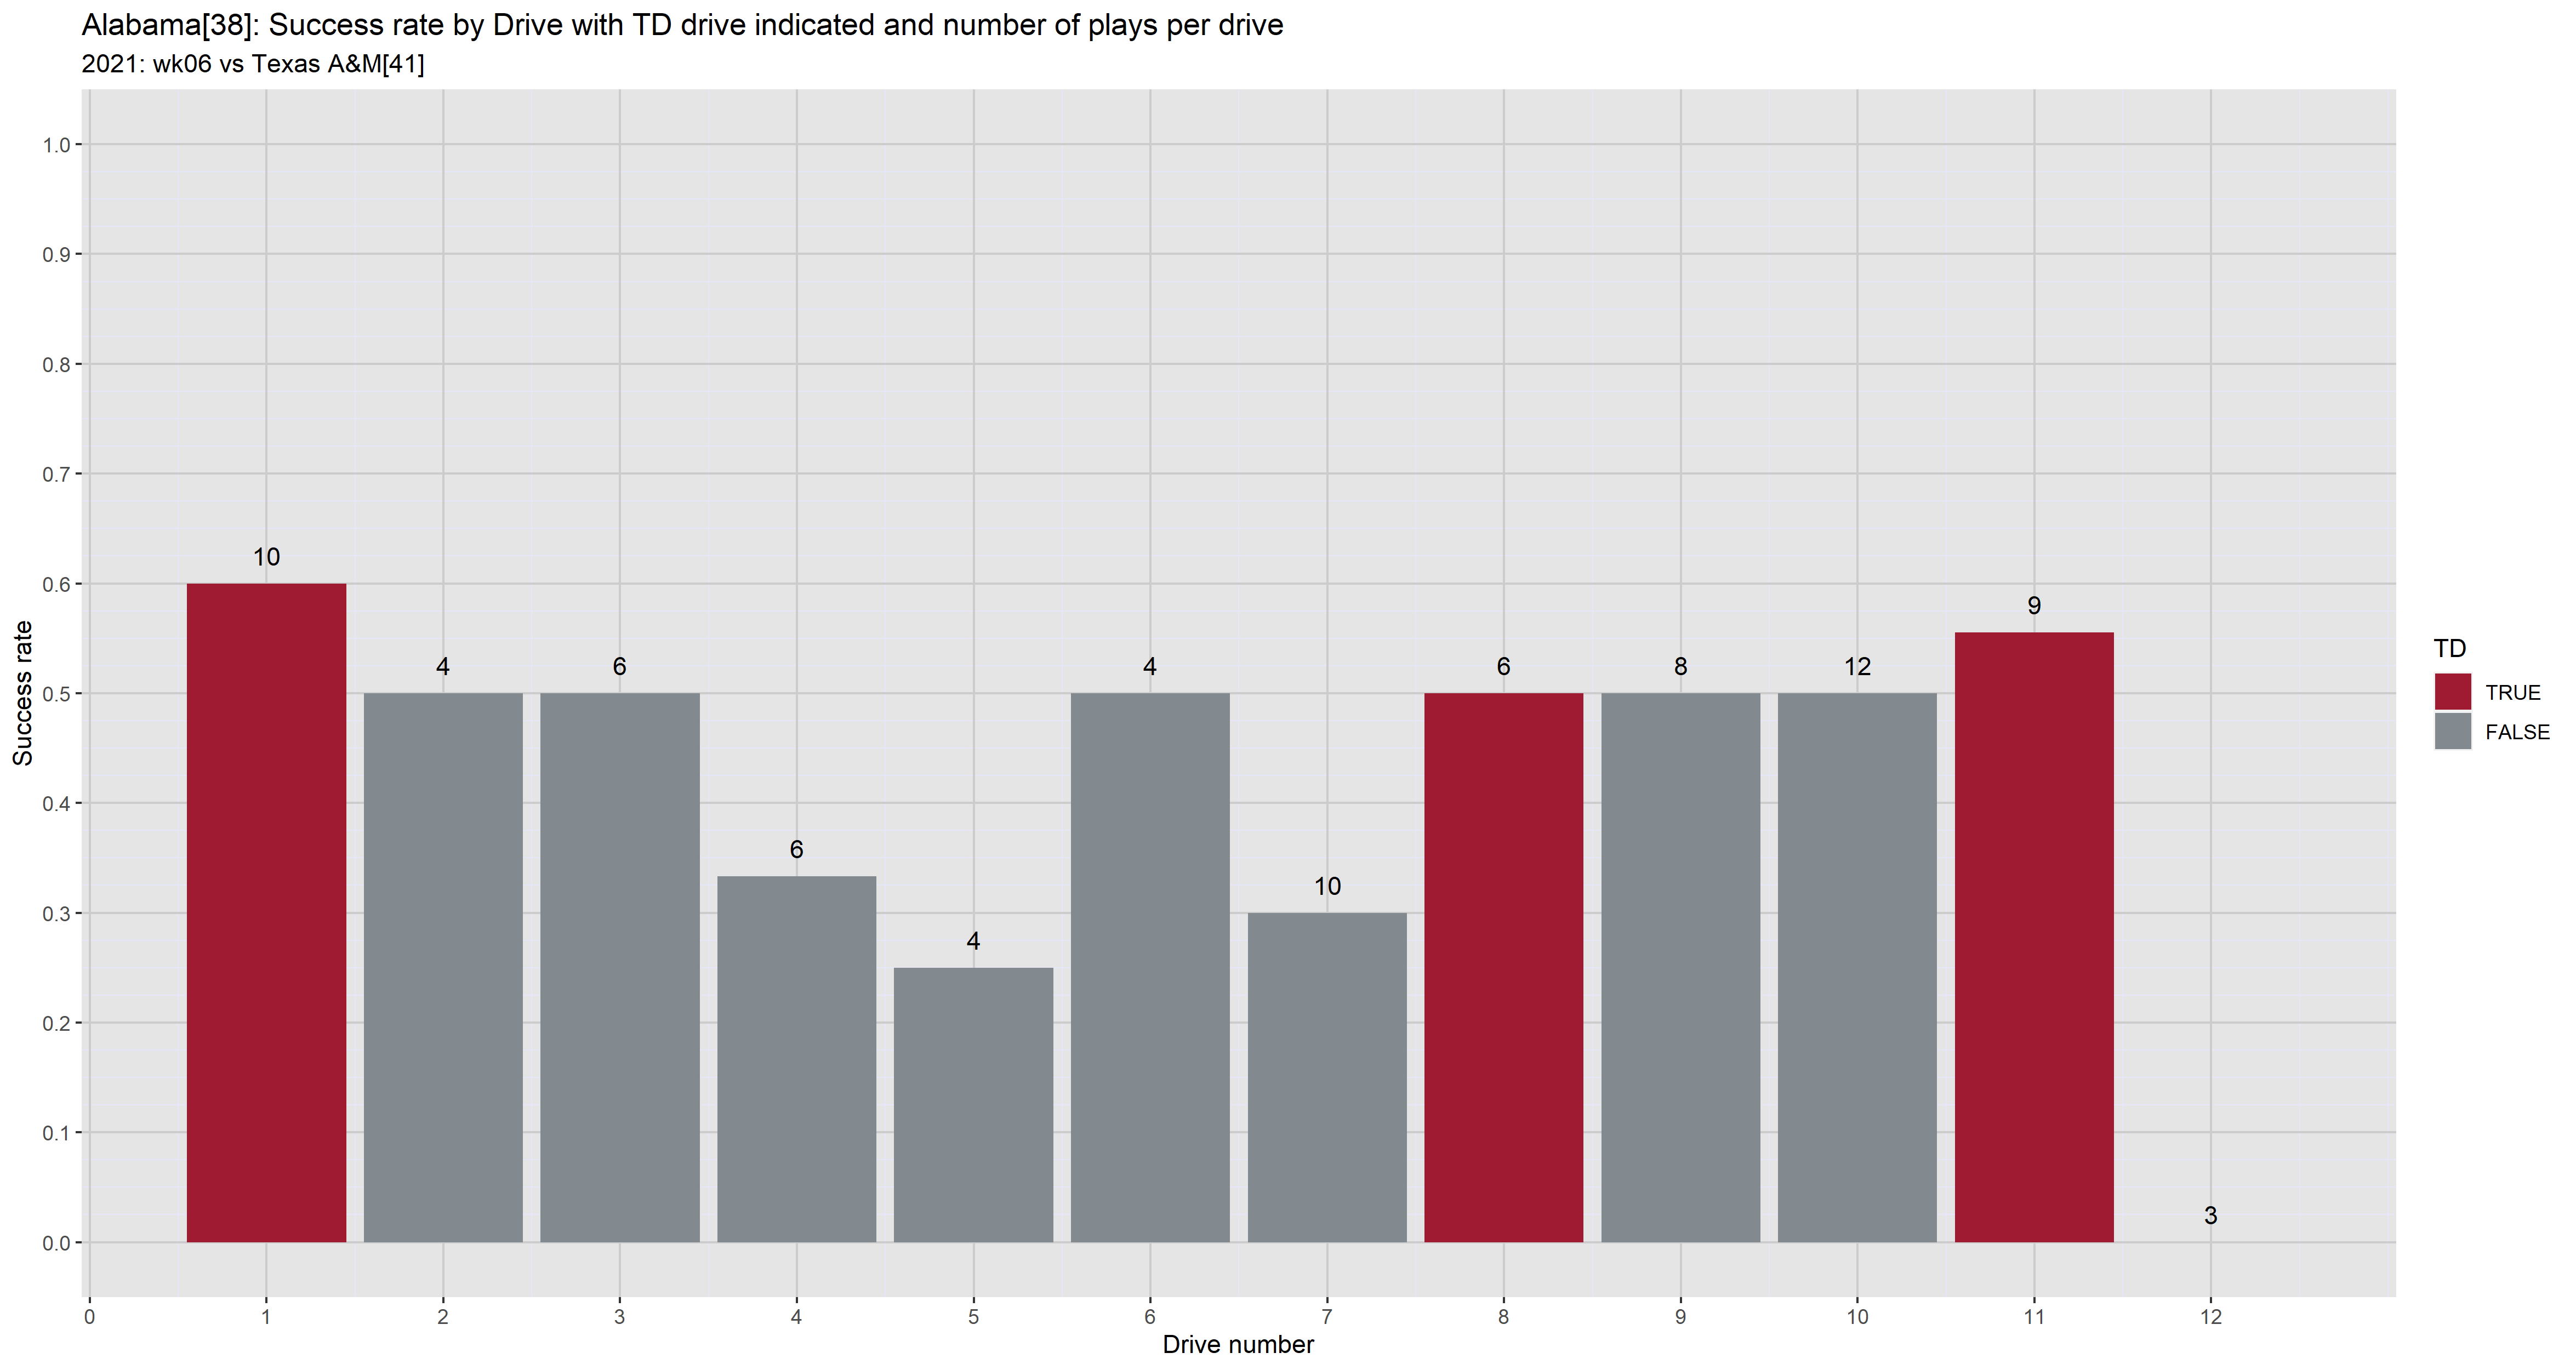 Alabama[38]: Success rate by Drive with TD drive indicated and number of plays per drive
2021: wk06 vs Texas A&M[41]
Success rate
1.0
0.9
0.8
0.7
0.6
0.5
0.4
0.3
0.2
0.1
0.0
10
4
6
6
4
4
10
6
8
12
9
3
0 1 2 3 4 5 6 7 8 9 10 11 12
Drive number
TD
TRUE
FALSE